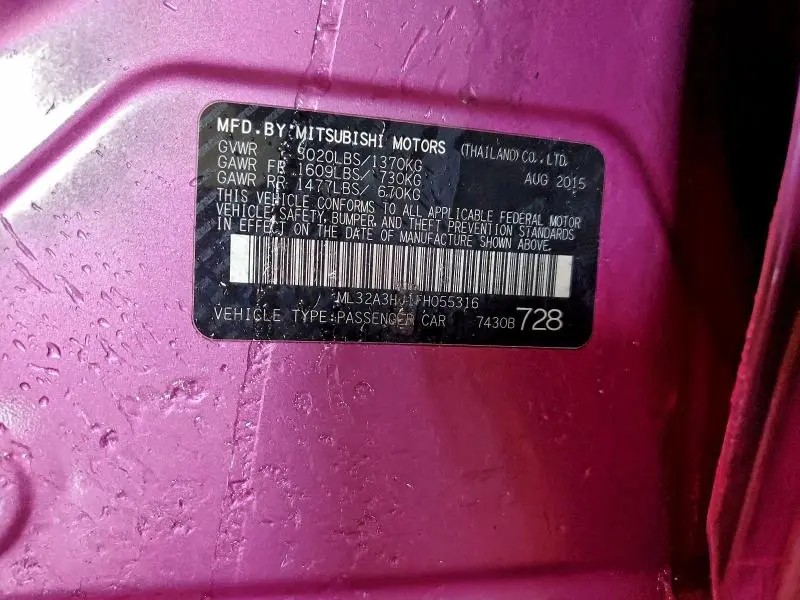 MFD.BY:MITSUBISHI MOTORS (THAILAND)CO.,LTD.
GVWR 3020LBS/1370KG AUG 2015
GAWR FR 1609LBS/ 730KG
GAWR RR 1477LBS/ 670KG
THIS VEHICLE CONFORMS TO ALL APPLICABLE FEDERAL MOTOR
VEHICLE SAFETY, BUMPER, AND THEFT PREVENTION STANDARDS
IN EFFECT ON THE DATE OF MANUFACTURE SHOWN ABOVE.
ML32A3HJ1FH055316
VEHICLE TYPE:PASSENGER CAR 7430B 728